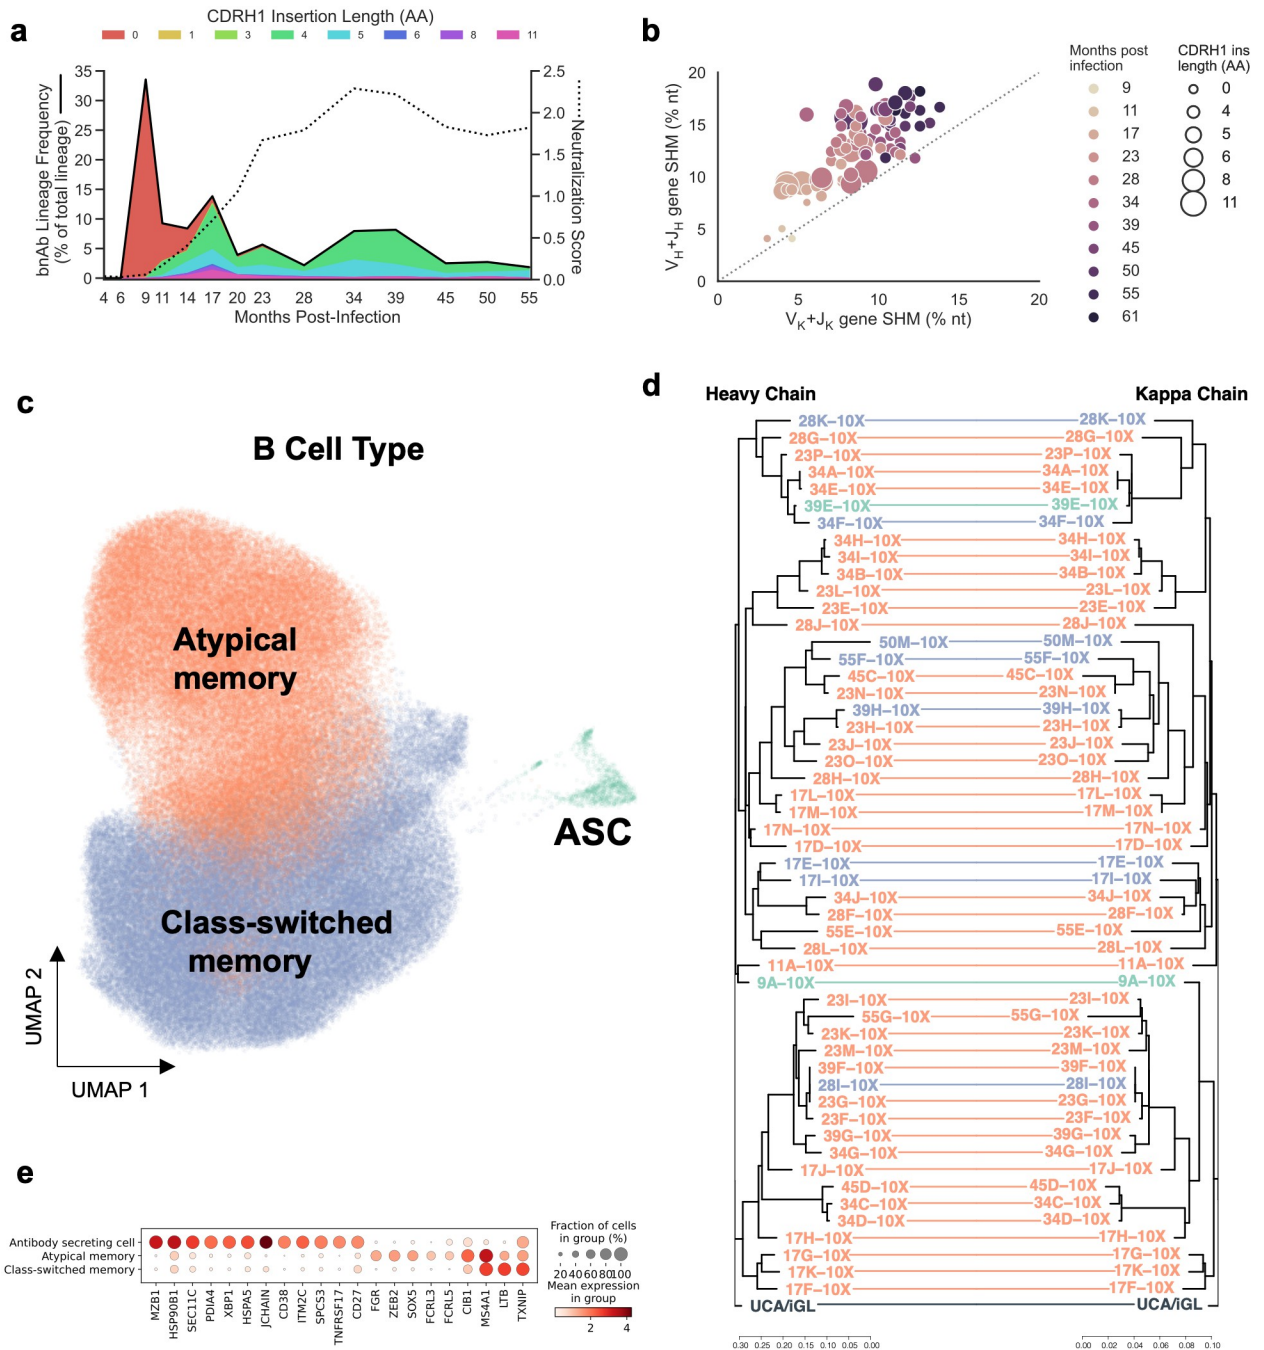 a
CDRH1 Insertion Length (AA)
0 1 3 4 5 6 8 11
bnAb Lineage Frequency
(% of total lineage)
35
30
25
20
15
10
5
0
2.5
2.0
1.5
1.0
0.5
0.0
Neutralization Score
4 6 9 11 14 17 20 23 28 34 39 45 50 55
Months Post-Infection
b
VH+JH gene SHM (% nt)
20
15
10
5
0
0 5 10 15 20
VK+JK gene SHM (% nt)
Months post
infection
9
11
17
23
28
34
39
45
50
55
61
CDRH1 ins
length (AA)
0
4
5
6
8
11
c
B Cell Type
Atypical
memory
ASC
Class-switched
memory
UMAP 2
UMAP 1
d
Heavy Chain Kappa Chain
28K–10X 28K–10X
28G–10X 28G–10X
23P–10X 23P–10X
34A–10X 34A–10X
34E–10X 34E–10X
39E–10X 39E–10X
34F–10X 34F–10X
34H–10X 34H–10X
34I–10X 34I–10X
34B–10X 34B–10X
23L–10X 23L–10X
23E–10X 23E–10X
28J–10X 28J–10X
50M–10X 50M–10X
55F–10X 55F–10X
45C–10X 45C–10X
23N–10X 23N–10X
39H–10X 39H–10X
23H–10X 23H–10X
23J–10X 23J–10X
23O–10X 23O–10X
28H–10X 28H–10X
17L–10X 17L–10X
17M–10X 17M–10X
17N–10X 17N–10X
17D–10X 17D–10X
17E–10X 17E–10X
17I–10X 17I–10X
34J–10X 34J–10X
28F–10X 28F–10X
55E–10X 55E–10X
28L–10X 28L–10X
11A–10X 11A–10X
9A–10X 9A–10X
23I–10X 23I–10X
55G–10X 55G–10X
23K–10X 23K–10X
23M–10X 23M–10X
39F–10X 39F–10X
28I–10X 28I–10X
23G–10X 23G–10X
23F–10X 23F–10X
39G–10X 39G–10X
34G–10X 34G–10X
17J–10X 17J–10X
45D–10X 45D–10X
34C–10X 34C–10X
34D–10X 34D–10X
17H–10X 17H–10X
17G–10X 17G–10X
17K–10X 17K–10X
17F–10X 17F–10X
UCA/iGL UCA/iGL
0.30 0.25 0.20 0.15 0.10 0.05 0.00
0.00 0.02 0.04 0.06 0.08 0.10
e
Antibody secreting cell
Atypical memory
Class-switched memory
MZB1
HSP90B1
SEC11C
PDIA4
XBP1
HSPA5
JCHAIN
CD38
ITM2C
SPCS3
TNFRSF17
CD27
FGR
ZEB2
SOX5
FCRL3
FCRL5
CIB1
MS4A1
LTB
TXNIP
Fraction of cells
in group (%)
20 40 60 80 100
Mean expression
in group
2 4